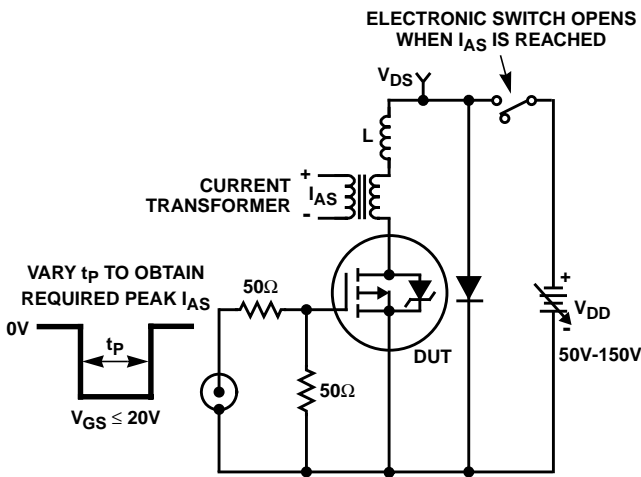 ELECTRONIC SWITCH OPENS
WHEN IAS IS REACHED
VDS
L
CURRENT
TRANSFORMER
+
IAS
-
VARY tP TO OBTAIN
REQUIRED PEAK IAS
0V
tP
VGS ≤ 20V
50Ω
50Ω
DUT
+
VDD
-
50V-150V